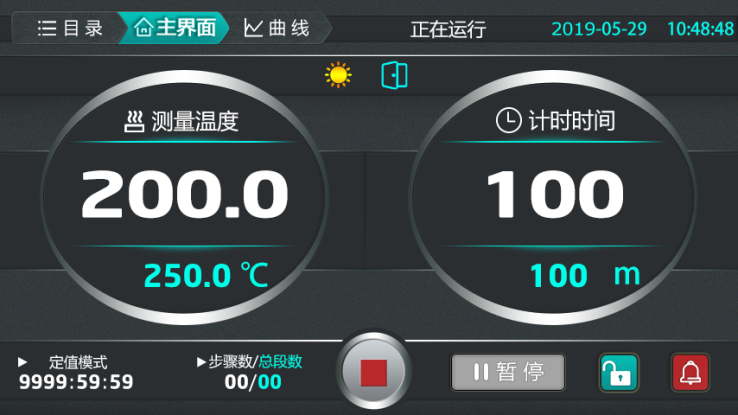 目录 主界面 曲线 正在运行 2019-05-29 10:48:48
测量温度
200.0
250.0 ℃
计时时间
100
100 m
定值模式
9999:59:59
步骤数/总段数
00/00
暂停